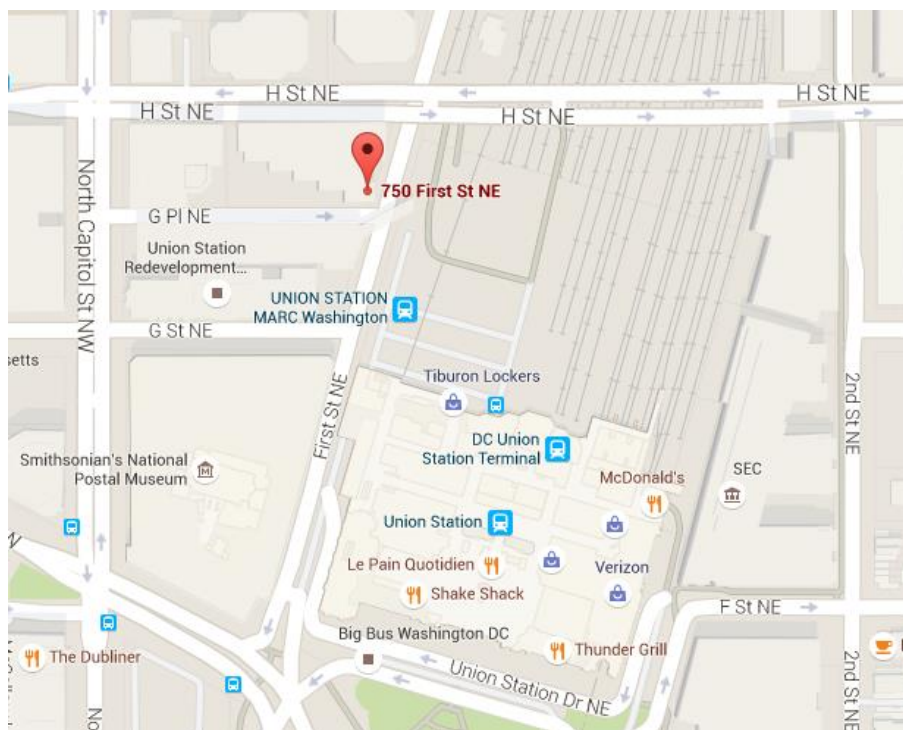 H St NE
H St NE
H St NE
H St NE
North Capitol St NW
750 First St NE
G Pl NE
Union Station
Redevelopment...
UNION STATION
MARC Washington
G St NE
setts
First St NE
Tiburon Lockers
2nd St NE
DC Union
Station Terminal
Smithsonian's National
Postal Museum
McDonald's
SEC
Union Station
Le Pain Quotidien
Verizon
Shake Shack
F St NE
Big Bus Washington DC
The Dubliner
Thunder Grill
Union Station Dr NE
2nd St NE
No